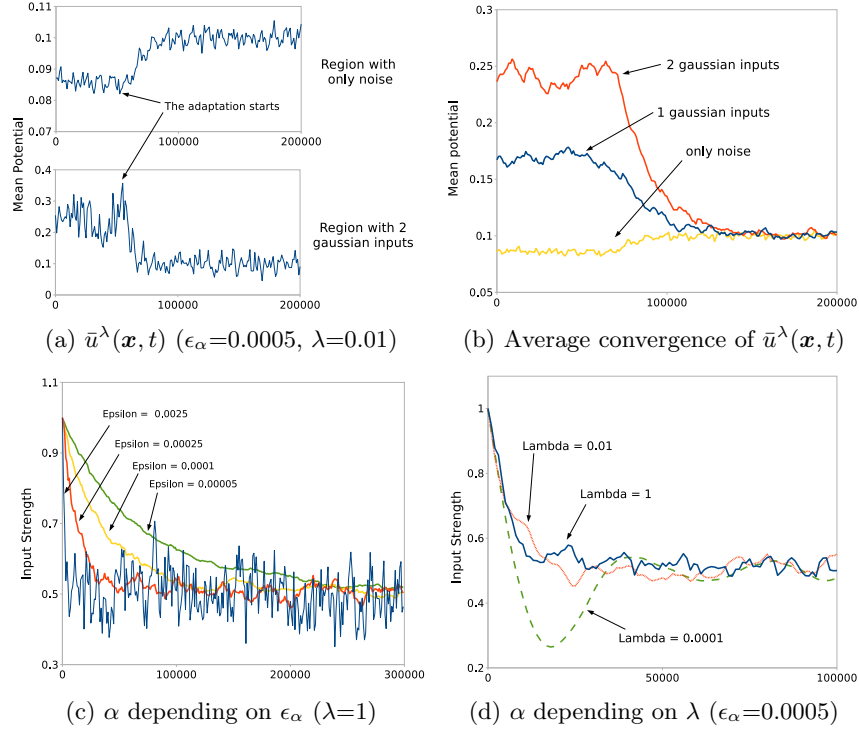 0.1
0.1
0.09
0.08
0.07
0
100000
200000
Mean Potential
Region with
only noise
The adaptation starts
0.4
0.3
0.2
0.1
0
0
100000
200000
Region with 2
gaussian inputs
(a) ūλ(x, t) (ϵα=0.0005, λ=0.01)
0.3
0.25
0.2
0.15
0.1
0.05
0
100000
200000
Mean potential
2 gaussian inputs
1 gaussian inputs
only noise
(b) Average convergence of ūλ(x, t)
1.1
0.9
0.7
0.5
0.3
0
100000
200000
300000
Input Strength
Epsilon = 0,0025
Epsilon = 0,00025
Epsilon = 0,0001
Epsilon = 0,00005
(c) α depending on ϵα (λ=1)
1
0.8
0.6
0.4
0.2
0
50000
100000
Input Strength
Lambda = 0.01
Lambda = 1
Lambda = 0.0001
(d) α depending on λ (ϵα=0.0005)